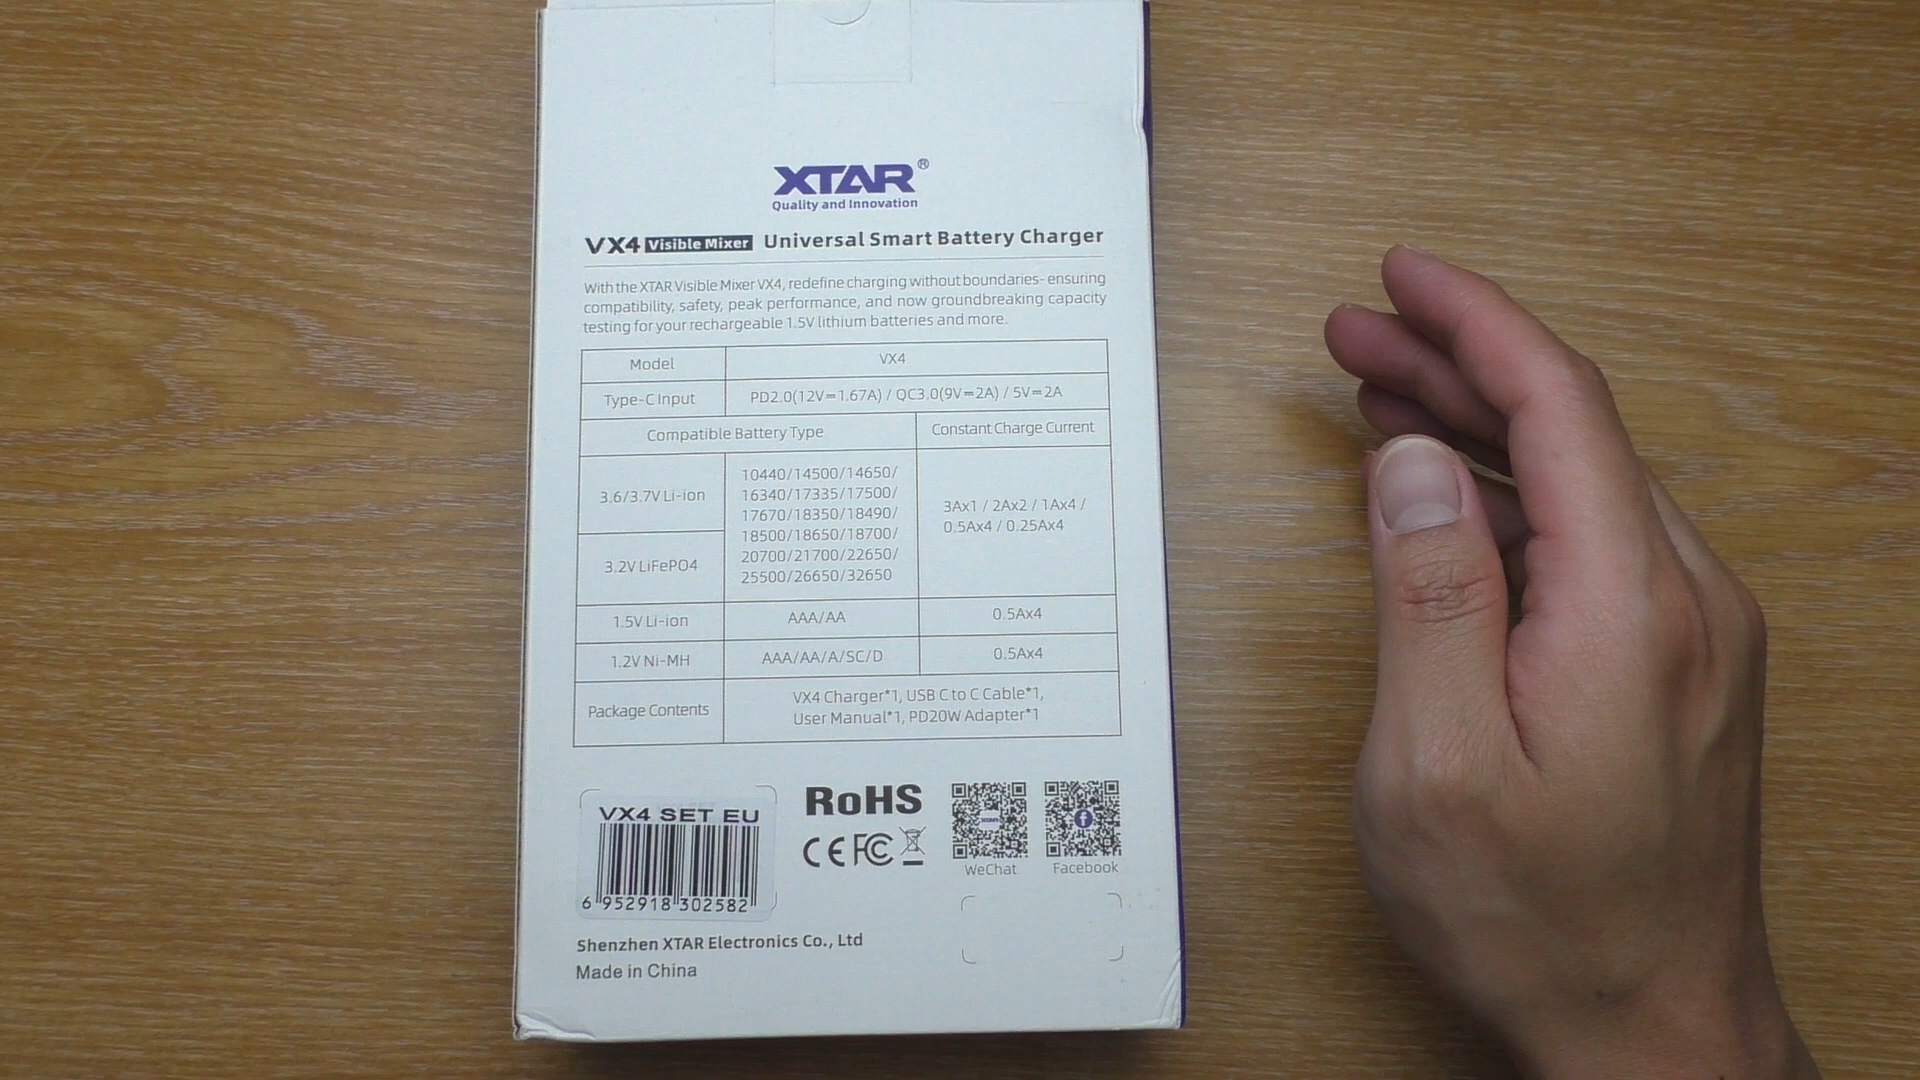 XTAR®
Quality and Innovation
VX4 Visible Mixer Universal Smart Battery Charger
With the XTAR Visible Mixer VX4, redefine charging without boundaries- ensuring
compatibility, safety, peak performance, and now groundbreaking capacity
testing for your rechargeable 1.5V lithium batteries and more.
Model VX4
Type-C Input PD2.0(12V⎓1.67A) / QC3.0(9V⎓2A) / 5V⎓2A
Compatible Battery Type Constant Charge Current
3.6/3.7V Li-ion
3.2V LiFePO4
10440/14500/14650/
16340/17335/17500/
17670/18350/18490/
18500/18650/18700/
20700/21700/22650/
25500/26650/32650
3Ax1 / 2Ax2 / 1Ax4 /
0.5Ax4 / 0.25Ax4
1.5V Li-ion AAA/AA 0.5Ax4
1.2V Ni-MH AAA/AA/A/SC/D 0.5Ax4
Package Contents
VX4 Charger*1, USB C to C Cable*1,
User Manual*1, PD20W Adapter*1
VX4 SET EU
6 952918 302582
RoHS
CE FC
XTAR
WeChat
f
Facebook
Shenzhen XTAR Electronics Co., Ltd
Made in China